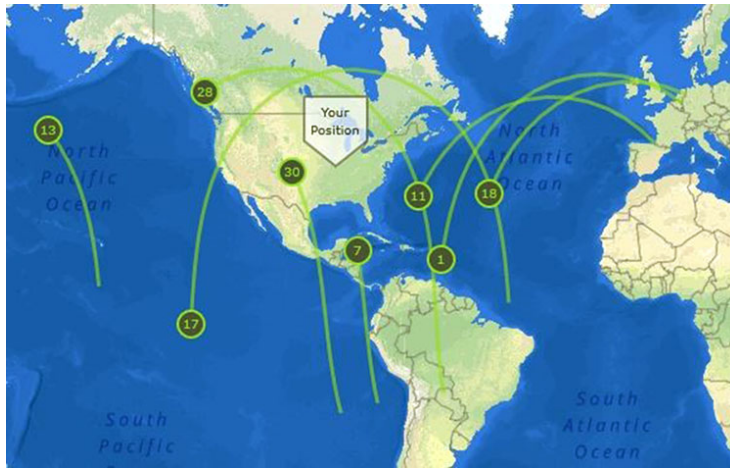 28
Your
Position
13
North
Pacific
Ocean
North
Atlantic
Ocean
30
11
18
7
1
17
South
Pacific
South
Atlantic
Ocean